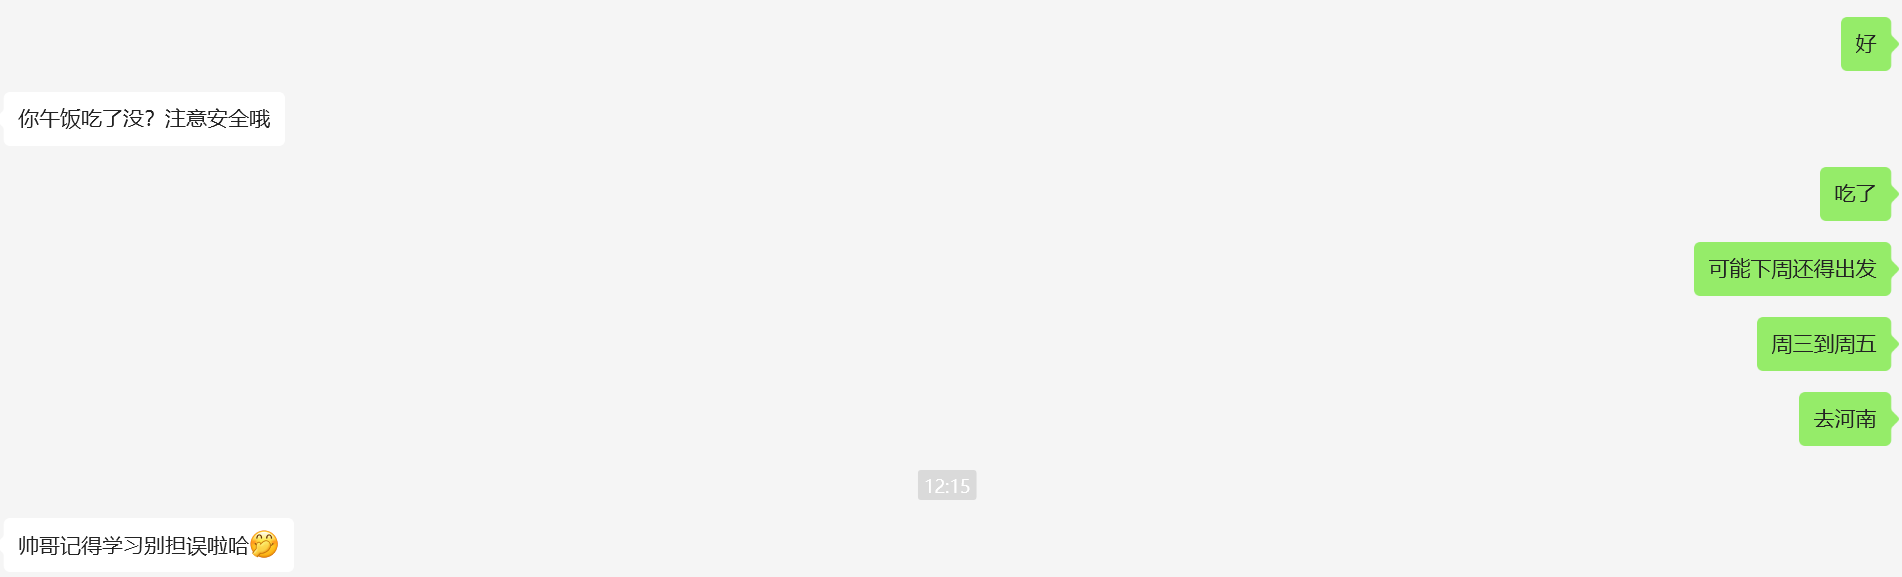 好
你午饭吃了没？注意安全哦
吃了
可能下周还得出发
周三到周五
去河南
12:15
帅哥记得学习别担误啦哈🤭